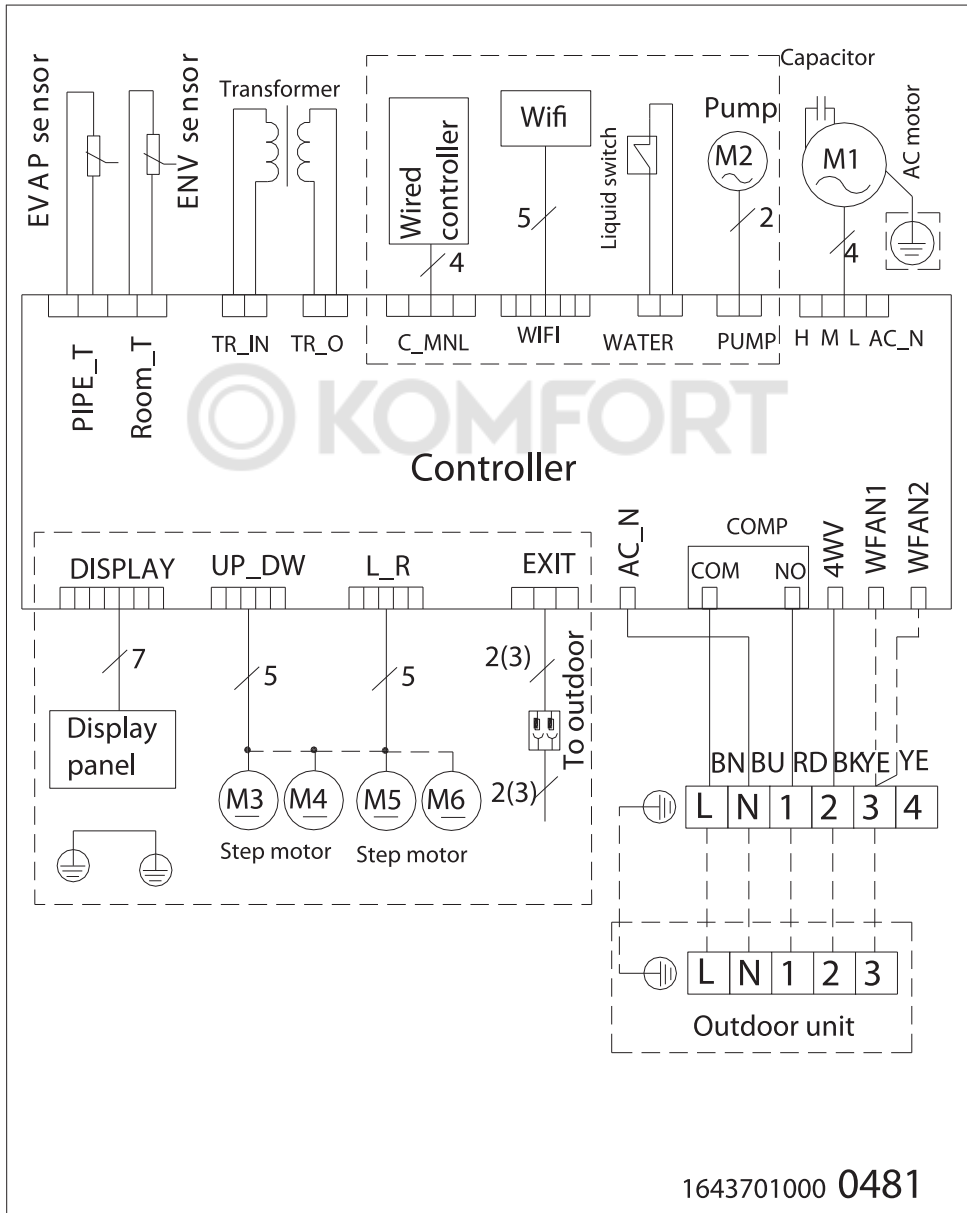 EVAP sensor
ENV sensor
Transformer
Wired
controller
Wifi
Liquid switch
Pump
M2
Capacitor
M1
AC motor
4
5
2
4
PIPE_T
Room_T
TR_IN
TR_O
C_MNL
WIFI
WATER
PUMP
H M L AC_N
KOMFORT
Controller
DISPLAY
UP_DW
L_R
EXIT
AC_N
COMP
COM
NO
4WV
WFAN1
WFAN2
7
5
5
2(3)
To outdoor
2(3)
Display
panel
M3
M4
M5
M6
Step motor
Step motor
BN BU RD BK YE YE
L N 1 2 3 4
L N 1 2 3
Outdoor unit
1643701000 0481